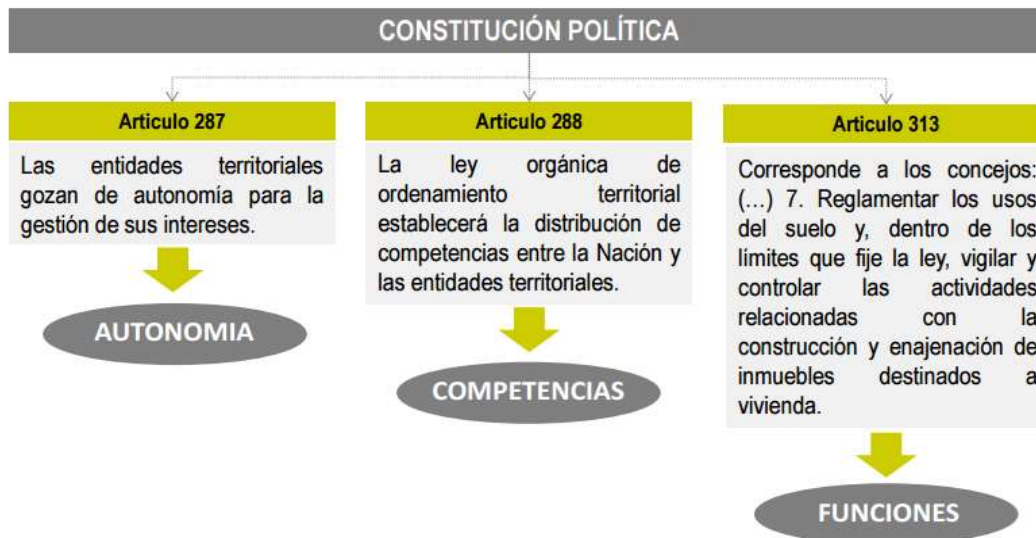 CONSTITUCIÓN POLÍTICA
Articulo 287
Las entidades territoriales
gozan de autonomía para la
gestión de sus intereses.
AUTONOMIA
Articulo 288
La ley orgánica de
ordenamiento territorial
establecerá la distribución de
competencias entre la Nación y
las entidades territoriales.
COMPETENCIAS
Articulo 313
Corresponde a los concejos:
(...) 7. Reglamentar los usos
del suelo y, dentro de los
limites que fije la ley, vigilar y
controlar las actividades
relacionadas con la
construcción y enajenación de
inmuebles destinados a
vivienda.
FUNCIONES